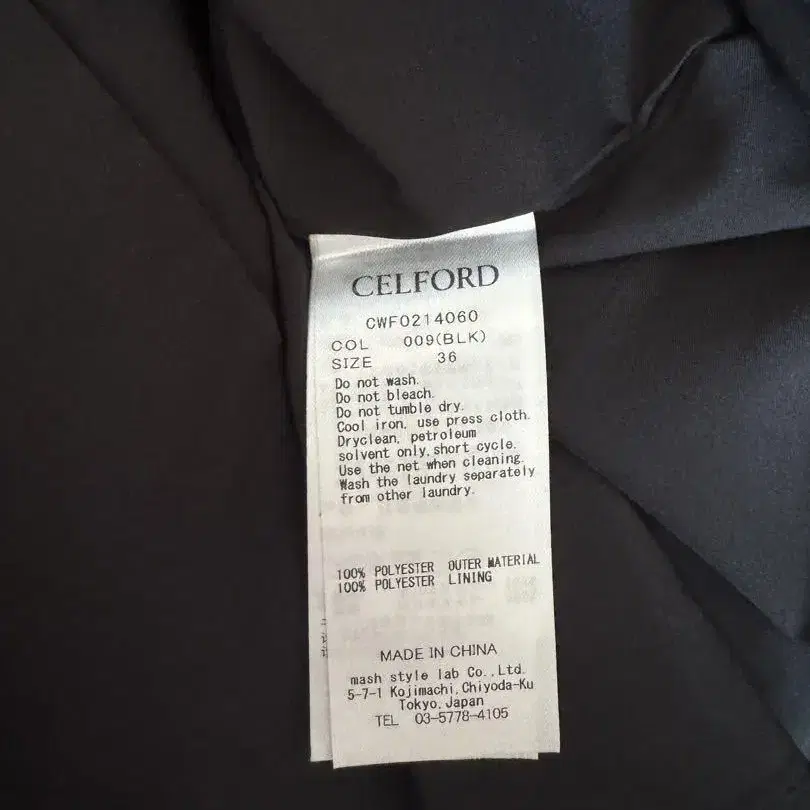 CELFORD
CWF0214060
COL 009(BLK)
SIZE 36
Do not wash.
Do not bleach.
Do not tumble dry.
Cool iron, use press cloth.
Dryclean, petroleum
solvent only,short cycle.
Use the net when cleaning.
Wash the laundry separately
from other laundry.
100% POLYESTER OUTER MATERIAL
100% POLYESTER LINING
MADE IN CHINA
mash style lab Co.,Ltd.
5-7-1 Kojimachi,Chiyoda-Ku
Tokyo,Japan
TEL 03-5778-4105